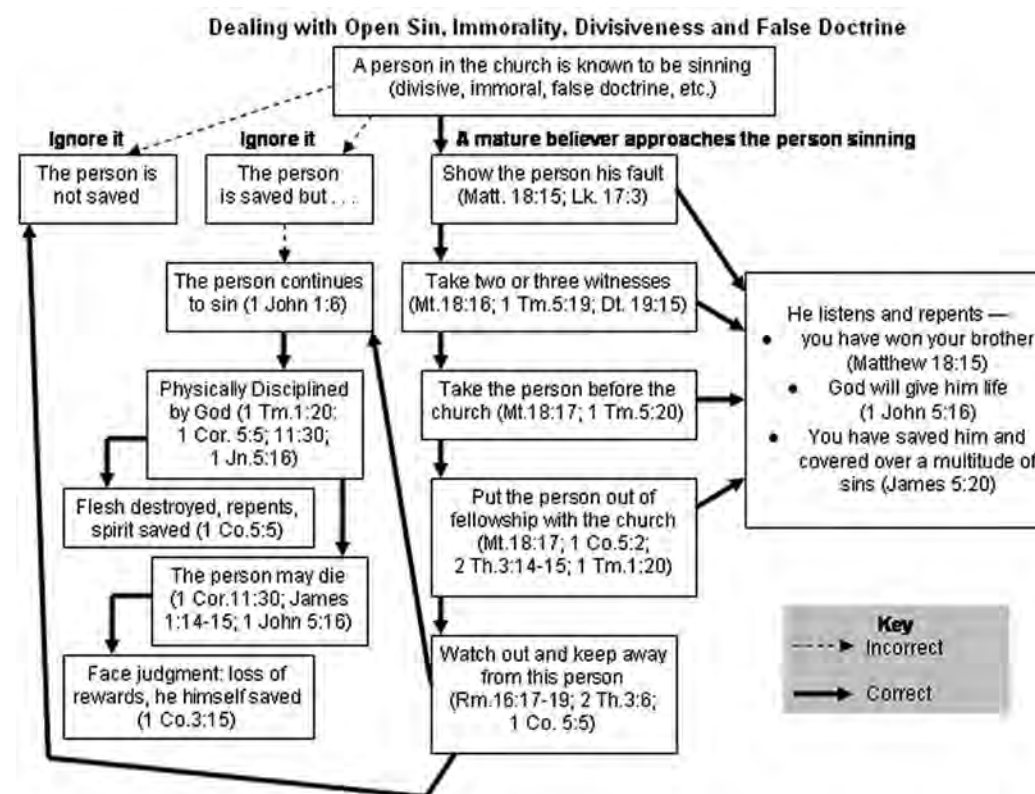 Dealing with Open Sin, Immorality, Divisiveness and False Doctrine
A person in the church is known to be sinning
(divisive, immoral, false doctrine, etc.)
Ignore it
The person is
not saved
Ignore it
The person
is saved but . . .
A mature believer approaches the person sinning
Show the person his fault
(Matt. 18:15; Lk. 17:3)
The person continues
to sin (1 John 1:6)
Take two or three witnesses
(Mt.18:16; 1 Tm.5:19; Dt. 19:15)
He listens and repents —
• you have won your brother
(Matthew 18:15)
• God will give him life
(1 John 5:16)
• You have saved him and
covered over a multitude of
sins (James 5:20)
Physically Disciplined
by God (1 Tm.1:20;
1 Cor. 5:5; 11:30;
1 Jn.5:16)
Take the person before the
church (Mt.18:17; 1 Tm.5:20)
Flesh destroyed, repents,
spirit saved (1 Co.5:5)
Put the person out of
fellowship with the church
(Mt.18:17; 1 Co.5:2;
2 Th.3:14-15; 1 Tm.1:20)
The person may die
(1 Cor.11:30; James
1:14-15; 1 John 5:16)
Face judgment: loss of
rewards, he himself saved
(1 Co.3:15)
Watch out and keep away
from this person
(Rm.16:17-19; 2 Th.3:6;
1 Co. 5:5)
Key
Incorrect
Correct